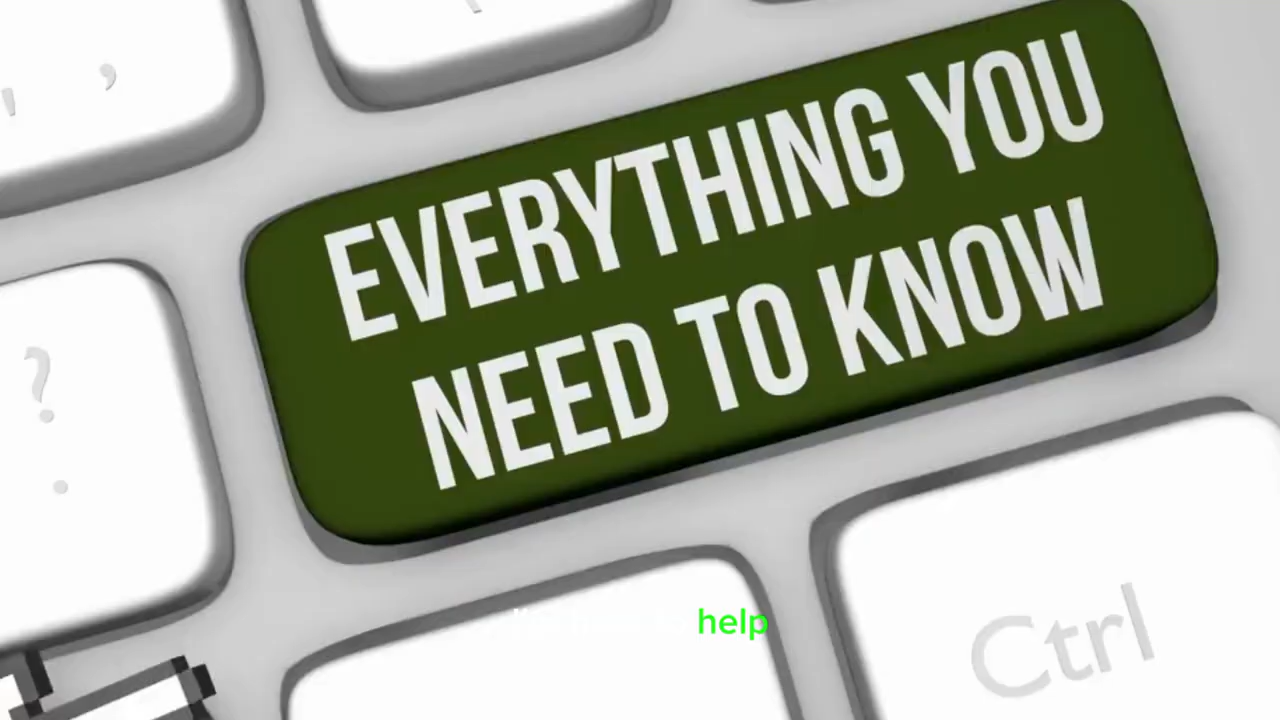 EVERYTHING YOU
NEED TO KNOW
, ,
?
.
help
Ctrl